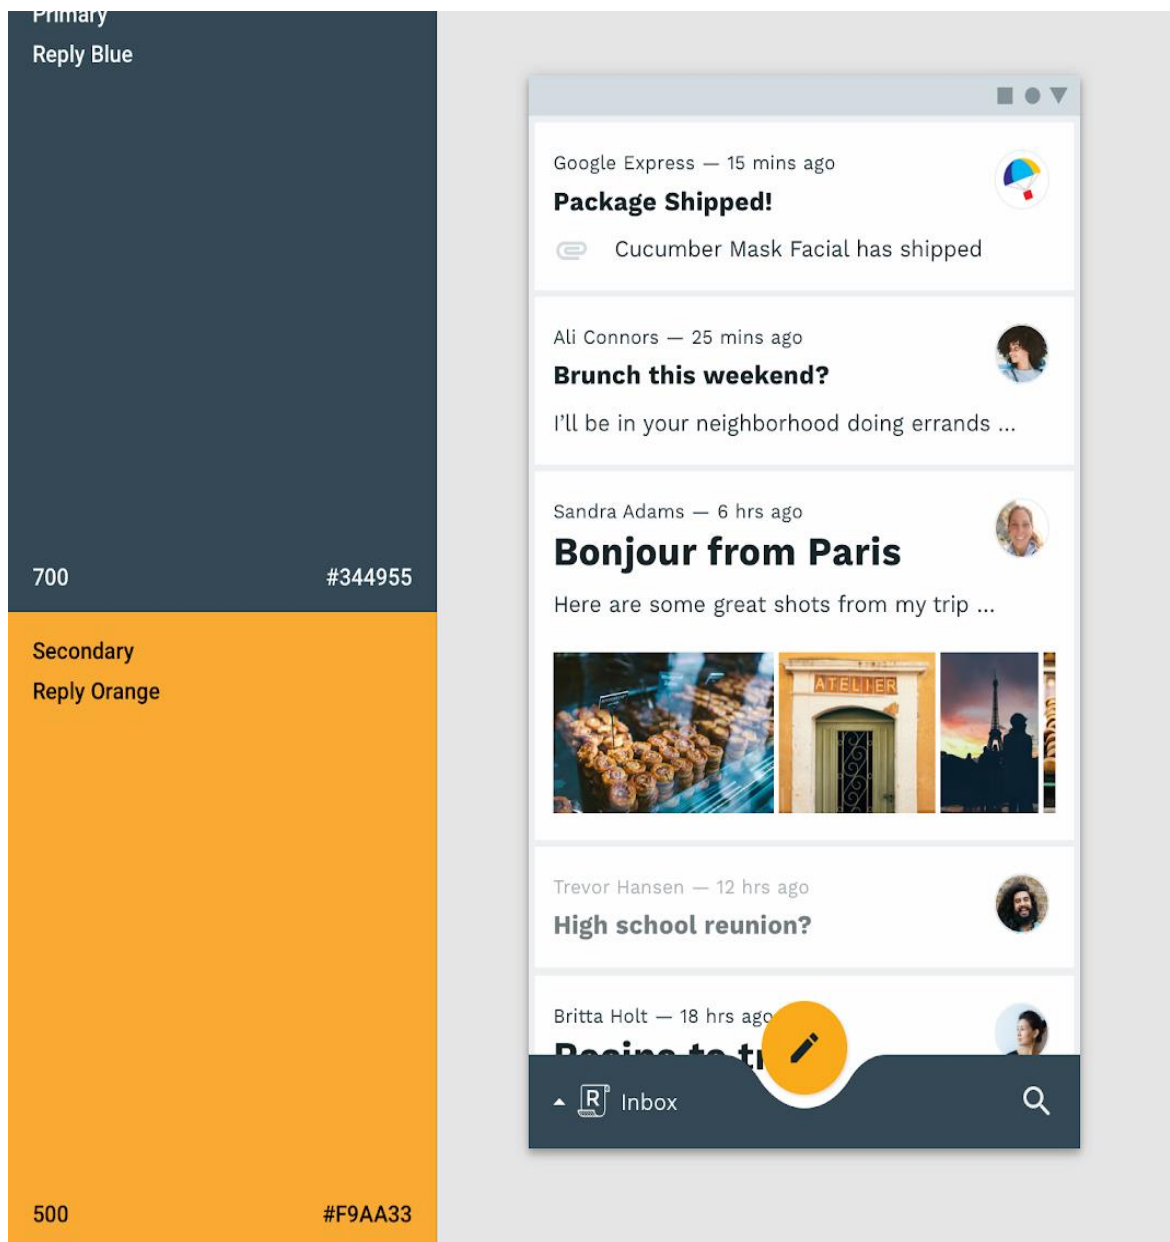 Primary
Reply Blue
700 #344955
Secondary
Reply Orange
500 #F9AA33
Google Express — 15 mins ago
Package Shipped!
Cucumber Mask Facial has shipped
Ali Connors — 25 mins ago
Brunch this weekend?
I'll be in your neighborhood doing errands ...
Sandra Adams — 6 hrs ago
Bonjour from Paris
Here are some great shots from my trip ...
ATELIER
Trevor Hansen — 12 hrs ago
High school reunion?
Britta Holt — 18 hrs ago
Recipe to
R Inbox